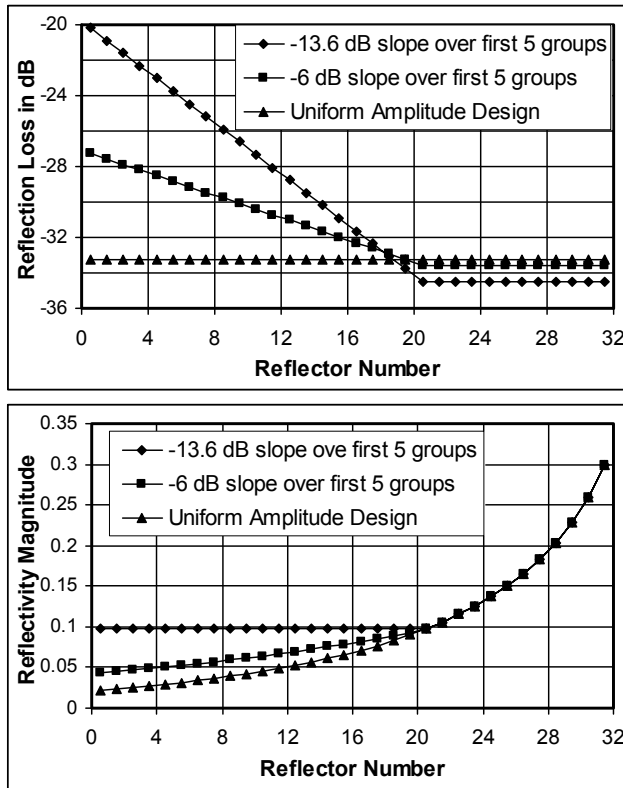 -20
-24
-28
-32
-36
Reflection Loss in dB
-13.6 dB slope over first 5 groups
-6 dB slope over first 5 groups
Uniform Amplitude Design
0 4 8 12 16 20 24 28 32
Reflector Number
0.35
0.3
0.25
0.2
0.15
0.1
0.05
0
Reflectivity Magnitude
-13.6 dB slope ove first 5 groups
-6 dB slope over first 5 groups
Uniform Amplitude Design
0 4 8 12 16 20 24 28 32
Reflector Number